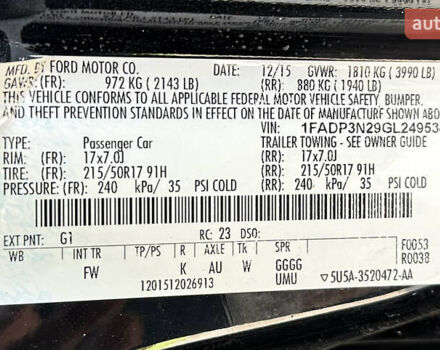 auto
MFD. BY FORD MOTOR CO. DATE: 12/15 GVWR: 1810 KG (3990 LB)
GAWR: (FR): 972 KG (2143 LB) (RR): 880 KG (1940 LB)
THIS VEHICLE CONFORMS TO ALL APPLICABLE FEDERAL MOTOR VEHICLE SAFETY, BUMPER,
AND THEFT PREVENTION STANDARDS IN EFFECT ON THE DATE OF MANUFACTURE SHOWN ABOVE.
VIN: 1FADP3N29GL24953
TYPE: Passenger Car TRAILER TOWING - SEE OWNER GUIDE
RIM: 17x7.0J (RR): 17x7.0J
TIRE: 215/50R17 91H (RR): 215/50R17 91H
PRESSURE:(FR): 240 kPa/ 35 PSI COLD (RR): 240 kPa/ 35 PSI COLD
EXT PNT: G1 RC: 23 DSO: F0G53
WB INT TR TP/PS R AXLE TR SPR R0038
FW K AU K GGGG
1201512026913 UMU 5U5A-3520472-AA